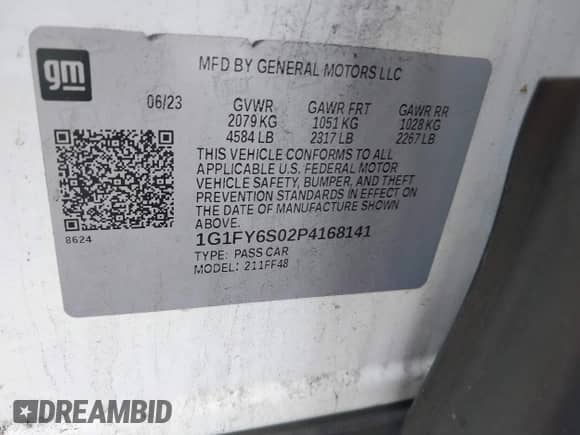 gm
MFD BY GENERAL MOTORS LLC
06/23 GVWR GAWR FRT GAWR RR
2079 KG 1051 KG 1028 KG
4584 LB 2317 LB 2267 LB
THIS VEHICLE CONFORMS TO ALL
APPLICABLE U.S. FEDERAL MOTOR
VEHICLE SAFETY, BUMPER, AND THEFT
PREVENTION STANDARDS IN EFFECT ON
THE DATE OF MANUFACTURE SHOWN
ABOVE.
8624
1G1FY6S02P4168141
TYPE: PASS CAR
MODEL: 211FF48
#DREAMBID